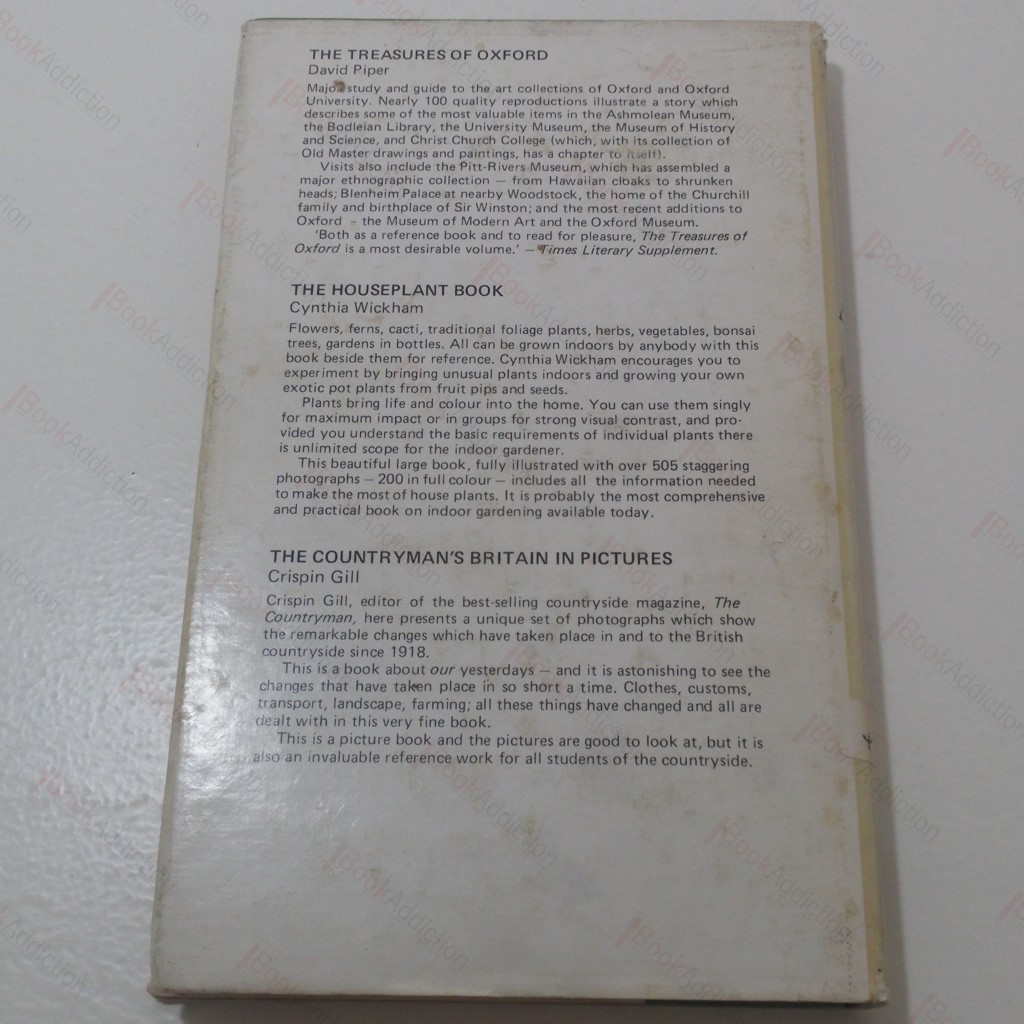 THE TREASURES OF OXFORD
David Piper
Major study and guide to the art collections of Oxford and Oxford
University. Nearly 100 quality reproductions illustrate a story which
describes some of the most valuable items in the Ashmolean Museum,
the Bodleian Library, the University Museum, the Museum of History
and Science, and Christ Church College (which, with its collection of
Old Master drawings and paintings, has a chapter to itself).
Visits also include the Pitt-Rivers Museum, which has assembled a
major ethnographic collection — from Hawaiian cloaks to shrunken
heads; Blenheim Palace at nearby Woodstock, the home of the Churchill
family and birthplace of Sir Winston; and the most recent additions to
Oxford – the Museum of Modern Art and the Oxford Museum.
'Both as a reference book and to read for pleasure, The Treasures of
Oxford is a most desirable volume.' — Times Literary Supplement.
THE HOUSEPLANT BOOK
Cynthia Wickham
Flowers, ferns, cacti, traditional foliage plants, herbs, vegetables, bonsai
trees, gardens in bottles. All can be grown indoors by anybody with this
book beside them for reference. Cynthia Wickham encourages you to
experiment by bringing unusual plants indoors and growing your own
exotic pot plants from fruit pips and seeds.
Plants bring life and colour into the home. You can use them singly
for maximum impact or in groups for strong visual contrast, and pro-
vided you understand the basic requirements of individual plants there
is unlimited scope for the indoor gardener.
This beautiful large book, fully illustrated with over 505 staggering
photographs — 200 in full colour — includes all the information needed
to make the most of house plants. It is probably the most comprehensive
and practical book on indoor gardening available today.
THE COUNTRYMAN'S BRITAIN IN PICTURES
Crispin Gill
Crispin Gill, editor of the best-selling countryside magazine, The
Countryman, here presents a unique set of photographs which show
the remarkable changes which have taken place in and to the British
countryside since 1918.
This is a book about our yesterdays — and it is astonishing to see the
changes that have taken place in so short a time. Clothes, customs,
transport, landscape, farming; all these things have changed and all are
dealt with in this very fine book.
This is a picture book and the pictures are good to look at, but it is
also an invaluable reference work for all students of the countryside.
BookAddiction